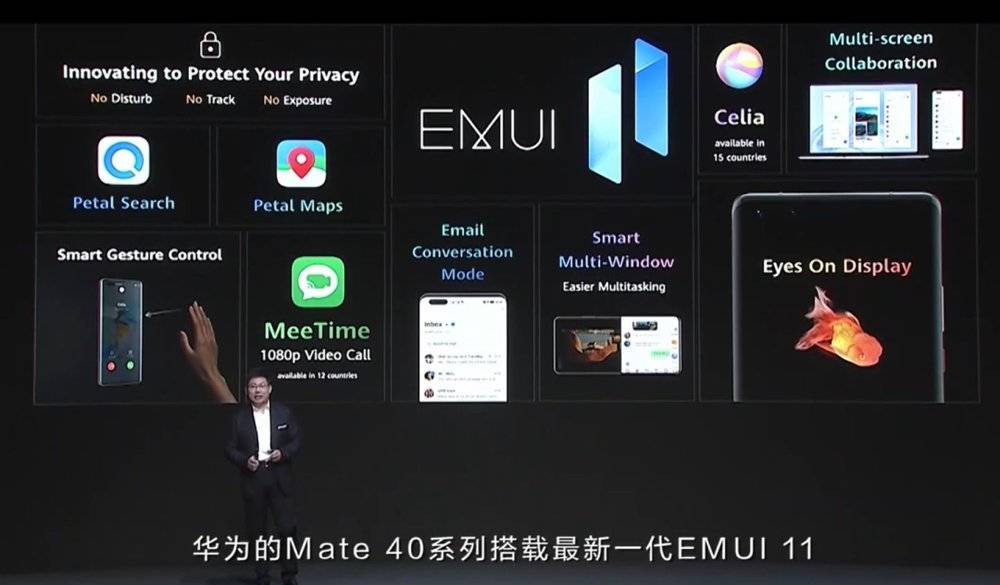 Innovating to Protect Your Privacy
No Disturb No Track No Exposure
EMUI 11
Celia
available in
15 countries
Multi-screen
Collaboration
Petal Search
Petal Maps
Smart Gesture Control
MeeTime
1080p Video Call
available in 12 countries
Email
Conversation
Mode
Inbox
Smart
Multi-Window
Easier Multitasking
Eyes On Display
华为的Mate 40系列搭载最新一代EMUI 11